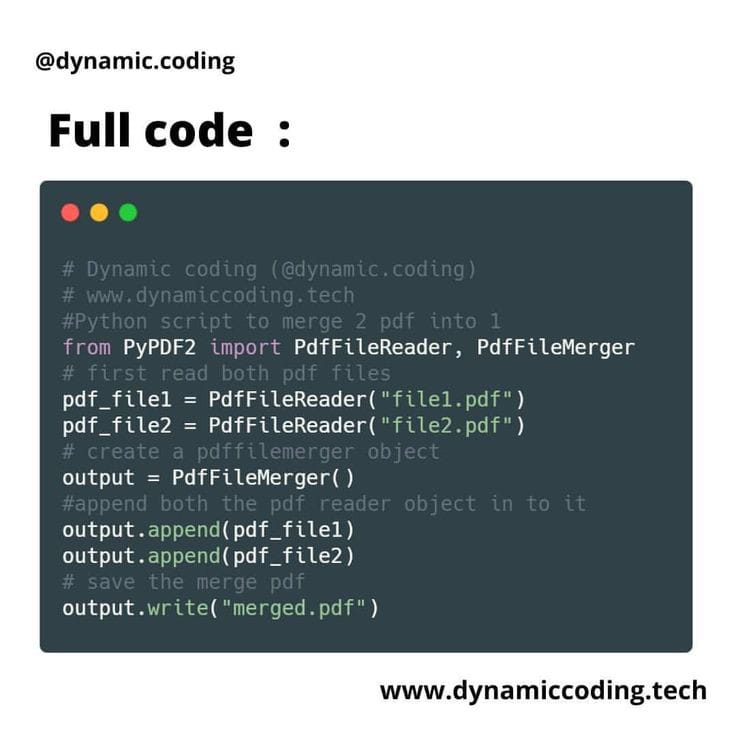 @dynamic.coding
Full code :
# Dynamic coding (@dynamic.coding)
# www.dynamiccoding.tech
#Python script to merge 2 pdf into 1
from PyPDF2 import PdfFileReader, PdfFileMerger
# first read both pdf files
pdf_file1 = PdfFileReader("file1.pdf")
pdf_file2 = PdfFileReader("file2.pdf")
# create a pdffilemerger object
output = PdfFileMerger()
#append both the pdf reader object in to it
output.append(pdf_file1)
output.append(pdf_file2)
# save the merge pdf
output.write("merged.pdf")
www.dynamiccoding.tech